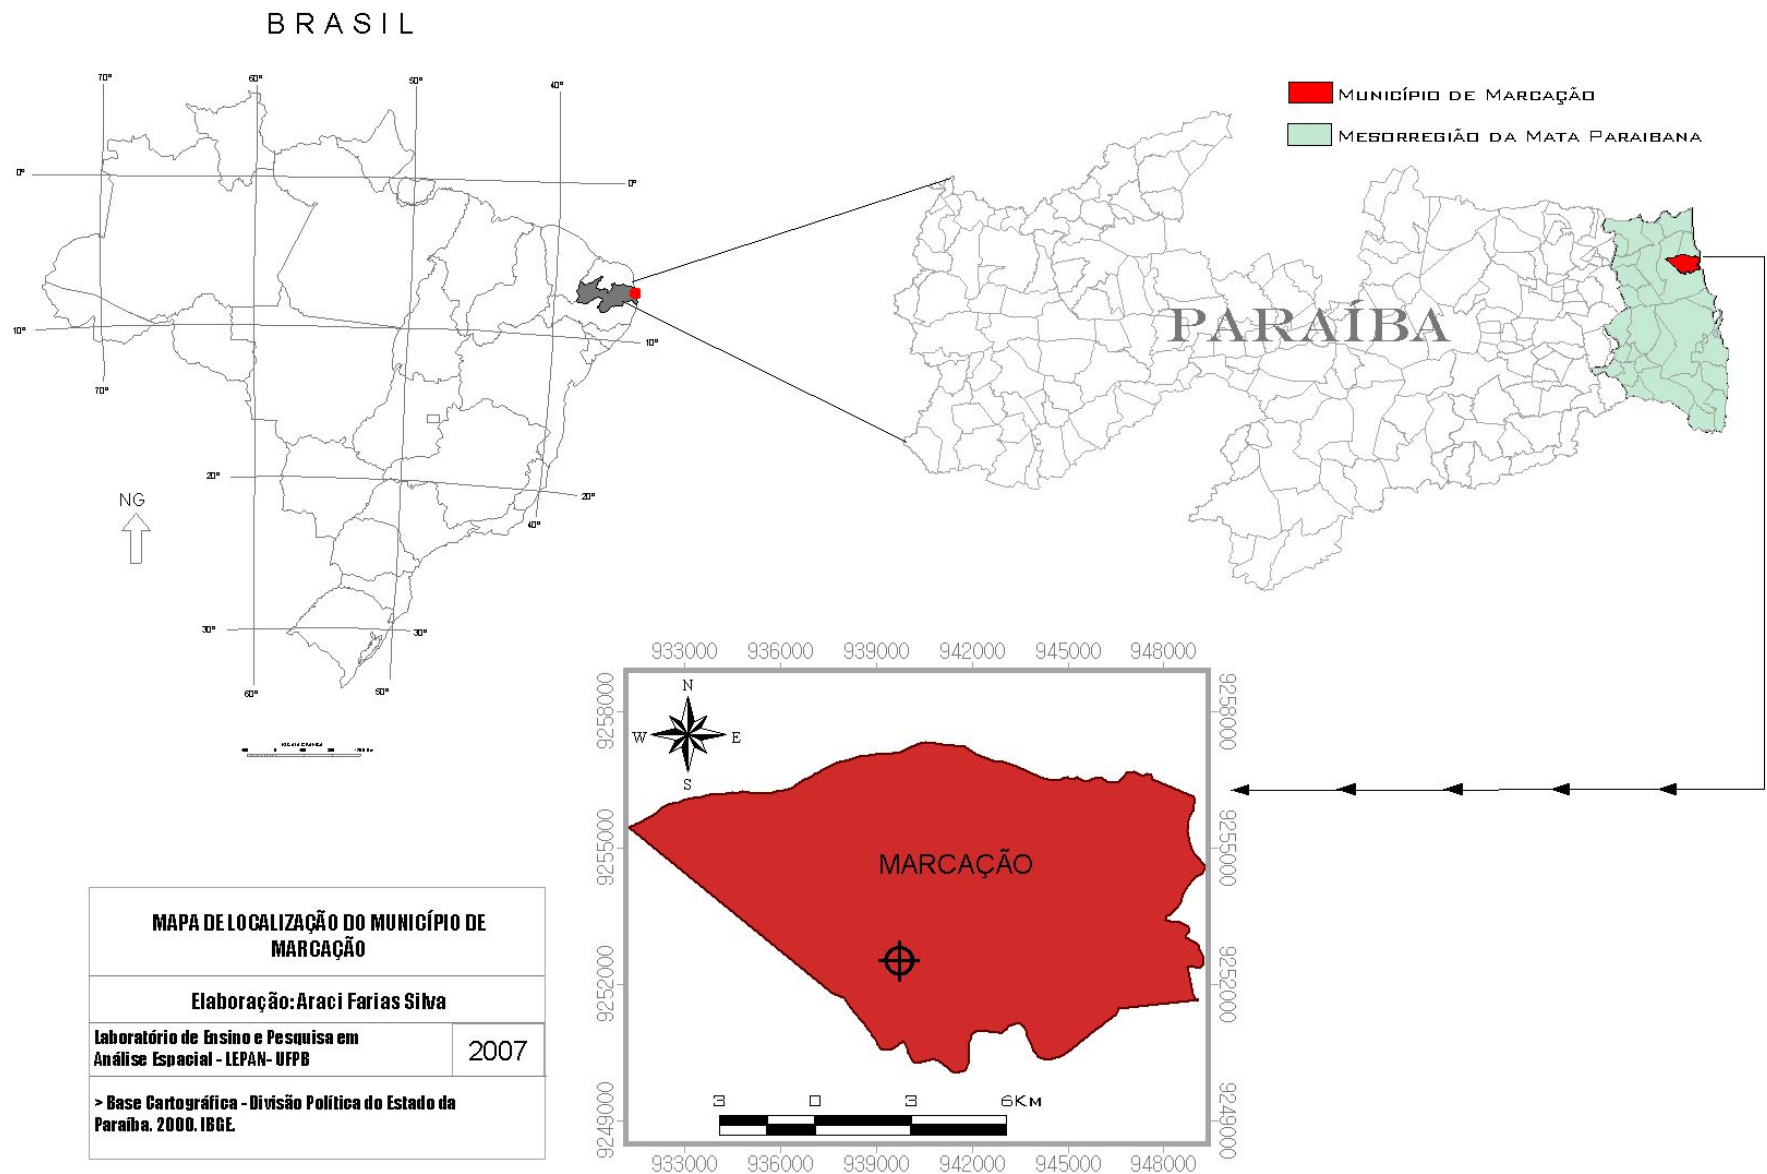 BRASIL
70°
60°
50°
40°
0°
0°
10°
10°
70°
20°
20°
40°
30°
30°
60°
50°
NG
MUNICÍPIO DE MARCAÇÃO
MESORREGIÃO DA MATA PARAIBANA
PARAÍBA
933000 936000 939000 942000 945000 948000
9258000
9255000
9252000
9249000
N
W E
S
MARCAÇÃO
3 0 3 6KM
9258000
9255000
9252000
9249000
933000 936000 939000 942000 945000 948000
MAPA DE LOCALIZAÇÃO DO MUNICÍPIO DE
MARCAÇÃO
Elaboração: Araci Farias Silva
Laboratório de Ensino e Pesquisa em
Análise Espacial - LEPAN- UFPB
2007
> Base Cartográfica - Divisão Política do Estado da
Paraíba. 2000. IBGE.